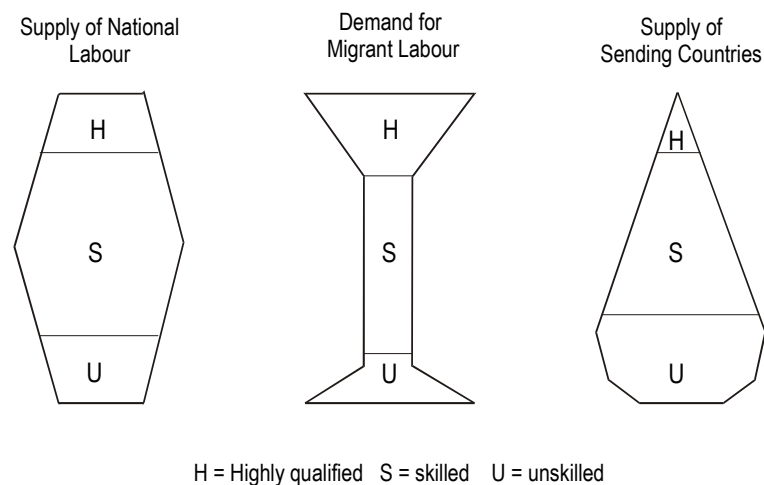 Supply of National
Labour
Demand for
Migrant Labour
Supply of
Sending Countries
H
S
U
H
S
U
H
S
U
H = Highly qualified S = skilled U = unskilled